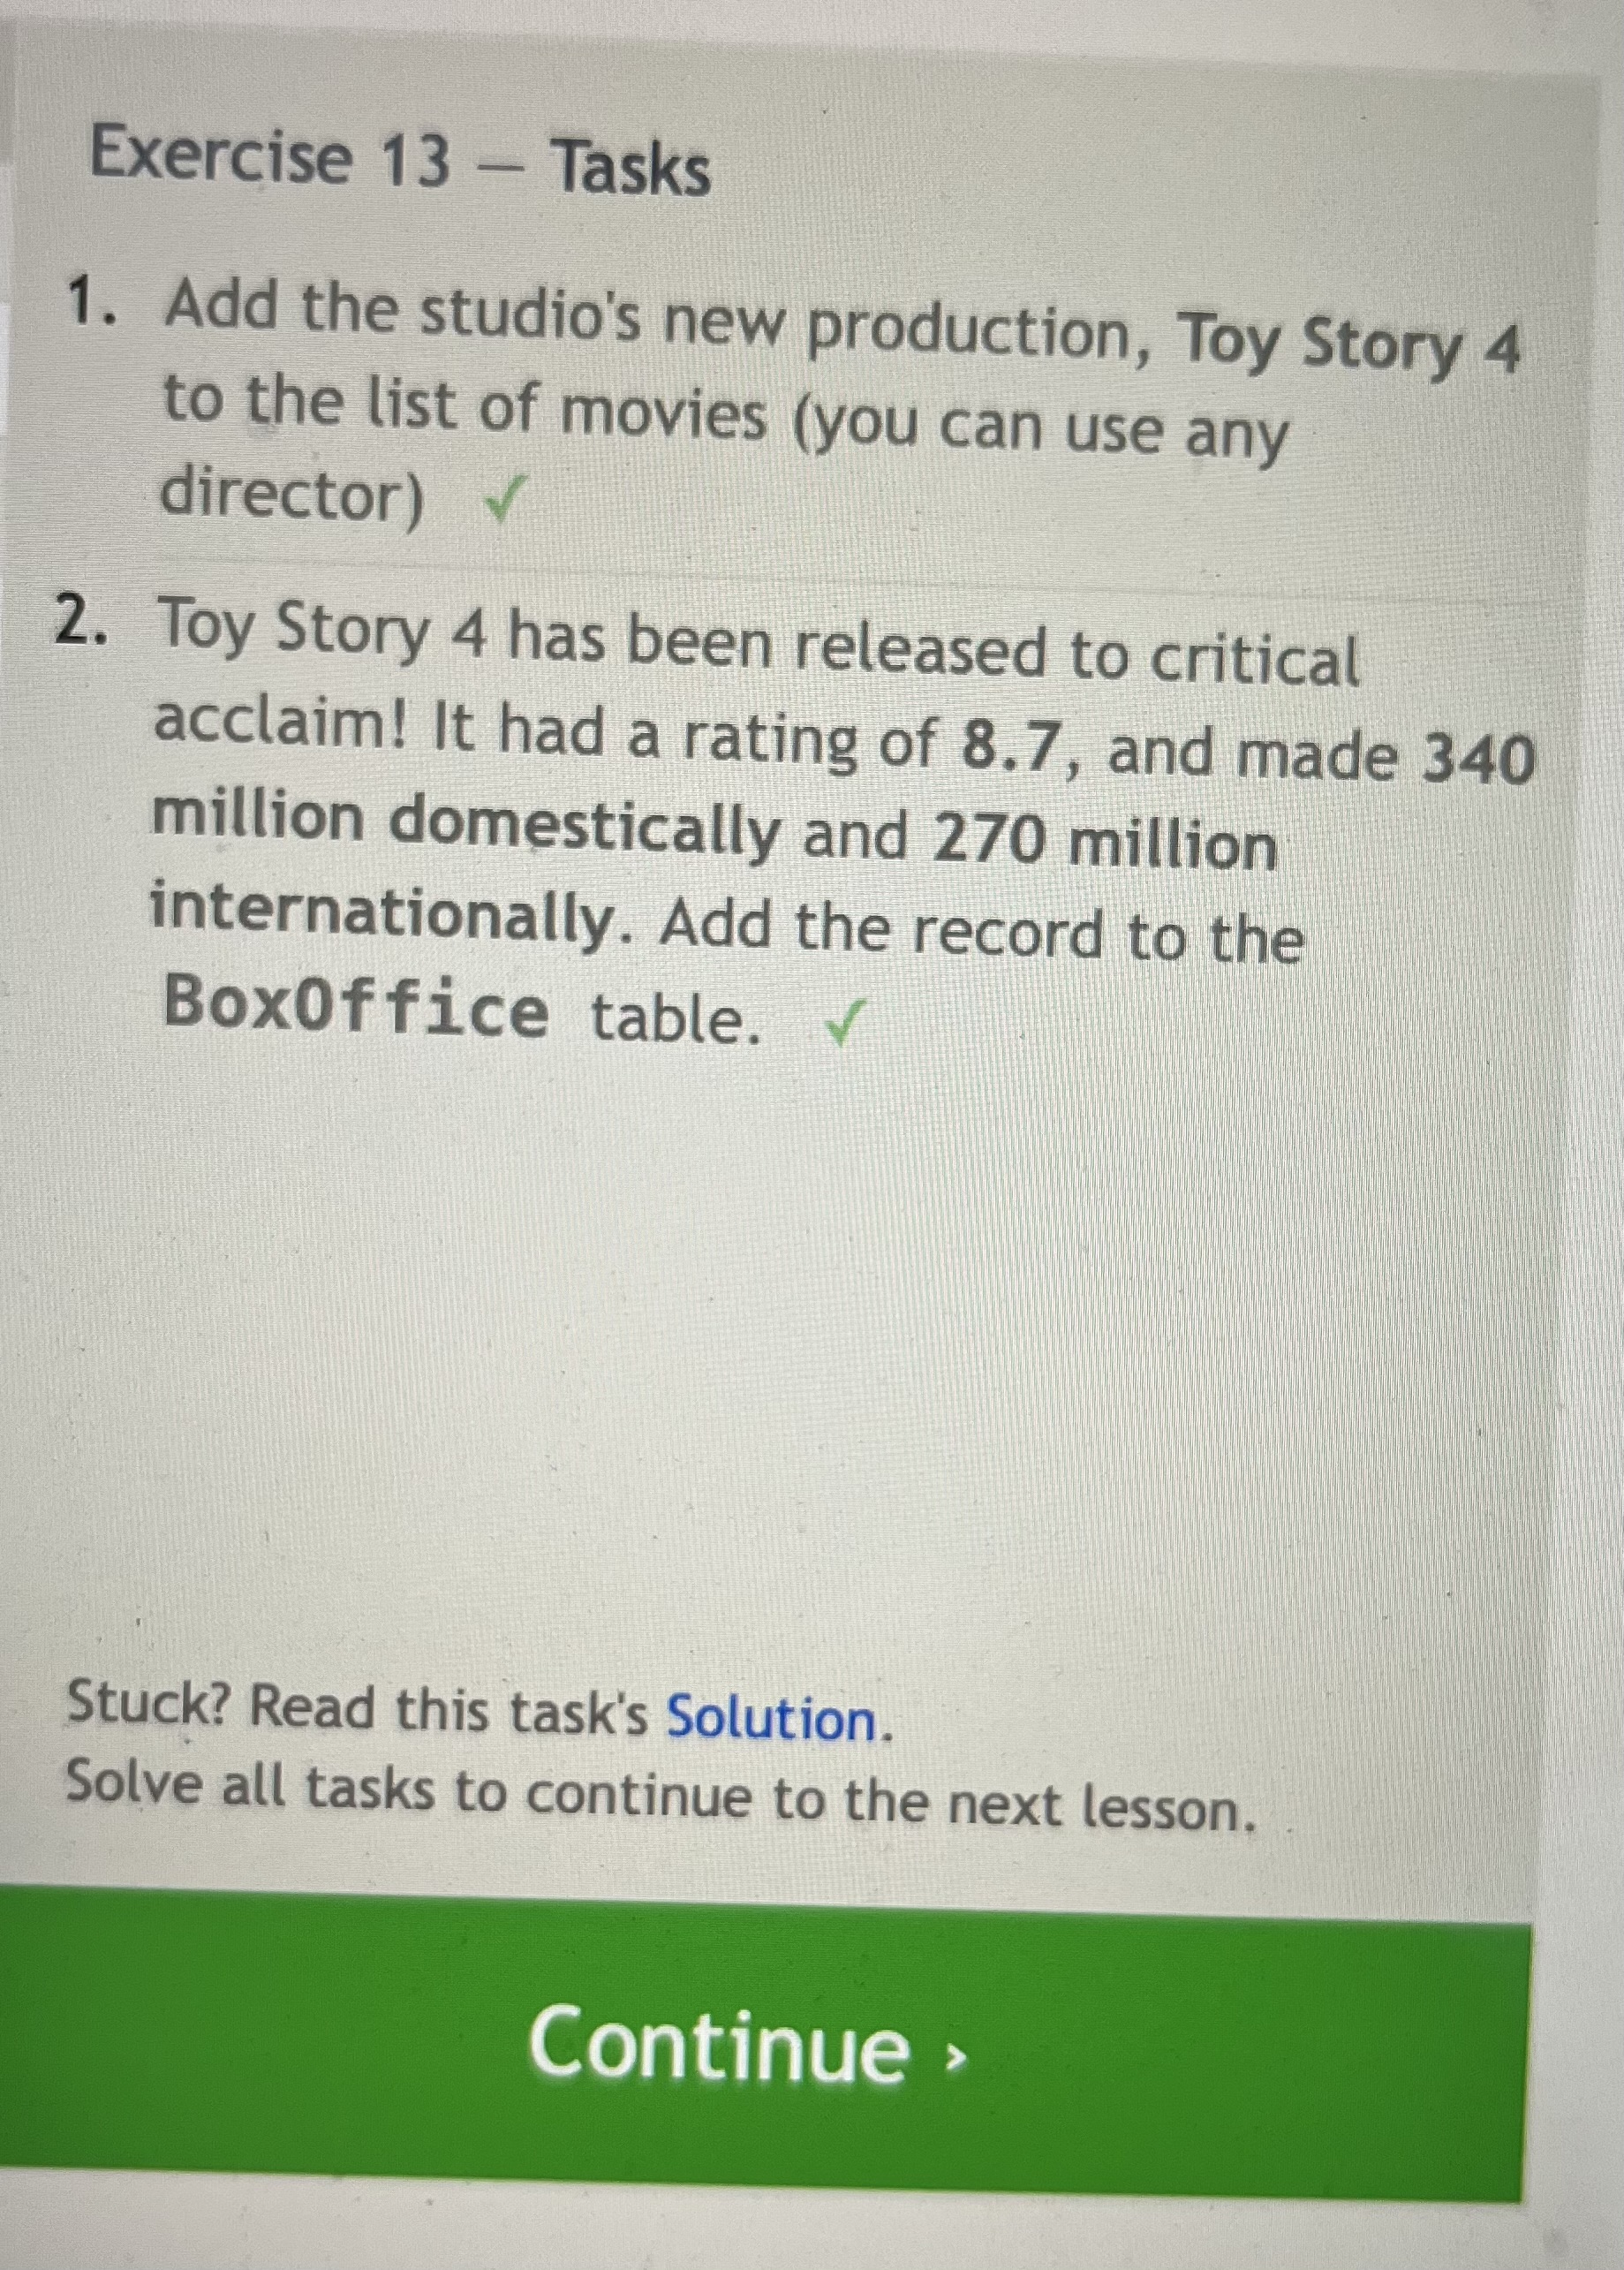 Exercise 13 — Tasks
1. Add the studio's new production, Toy Story 4
to the list of movies (you can use any
director) ✓
2. Toy Story 4 has been released to critical
acclaim! It had a rating of 8.7, and made 340
million domestically and 270 million
internationally. Add the record to the
BoxOffice table. ✓
Stuck? Read this task's Solution.
Solve all tasks to continue to the next lesson.
Continue ›